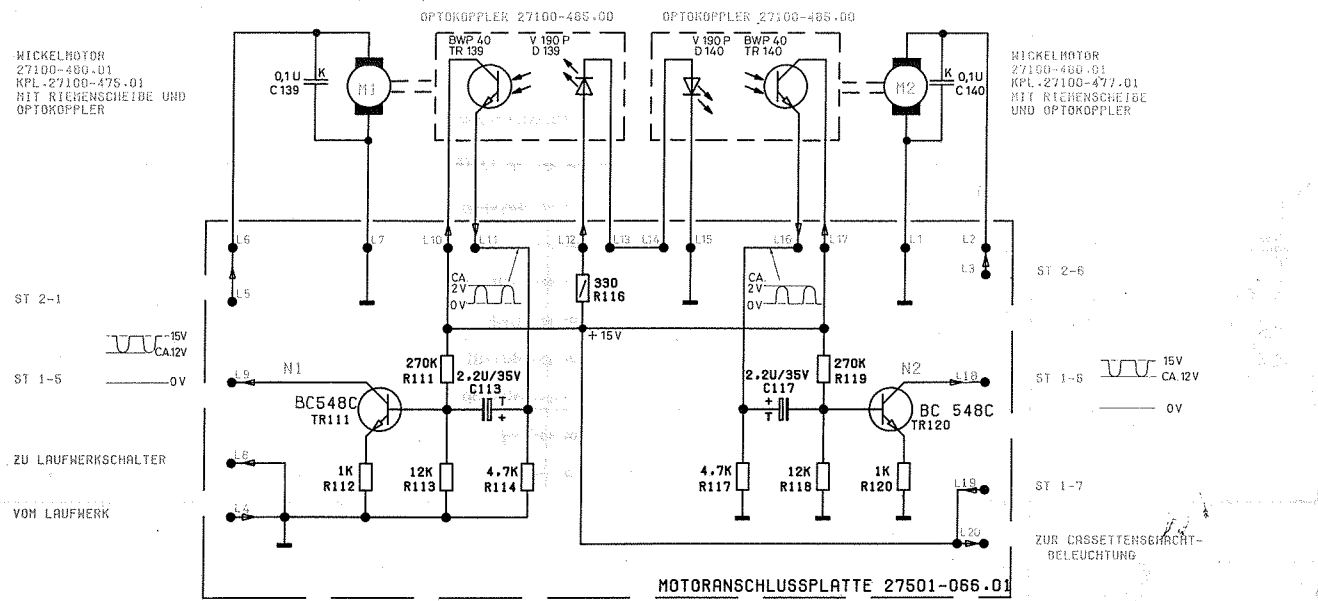 OPTOKOPPLER 27100-485.00
OPTOKOPPLER 27100-485.00
WICKELMOTOR
27100-460.01
KPL.27100-475.01
MIT RIEMENSCHEIBE UND
OPTOKOPPLER
0,1U
C139
K
M1
BWP 40
TR 139
V 190 P
D 139
V 190P
D 140
BWP 40
TR 140
M2
K
0,1U
C140
WICKELMOTOR
27100-460.01
KPL.27100-477.01
MIT RIEMENSCHEIBE
UND OPTOKOPPLER
L6
L7
L10
L11
L12
L13
L14
L15
L16
L17
L1
L2
L3
L5
ST 2-1
ST 2-6
CA.
2V
0V
330
R116
CA.
2V
0V
+15V
15V
CA.12V
0V
ST 1-5
L9
N1
270K
R111
2.2U/35V
C113
T
+
BC548C
TR111
2.2U/35V
C117
+
T
270K
R119
N2
L18
BC 548C
TR120
ST 1-6
15V
CA. 12V
0V
ZU LAUFWERKSCHALTER
L8
1K
R112
12K
R113
4.7K
R114
4.7K
R117
12K
R118
1K
R120
L19
ST 1-7
VOM LAUFWERK
L4
L20
ZUR CASSETTENSCHACHT-
BELEUCHTUNG
MOTORANSCHLUSSPLATTE 27501-066.01